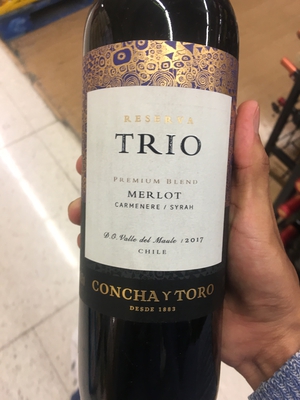 RESERVA
TRIO
PREMIUM BLEND
MERLOT
CARMENERE / SYRAH
D.O. Valle del Maule / 2017
CHILE
CONCHA Y TORO
DESDE 1883